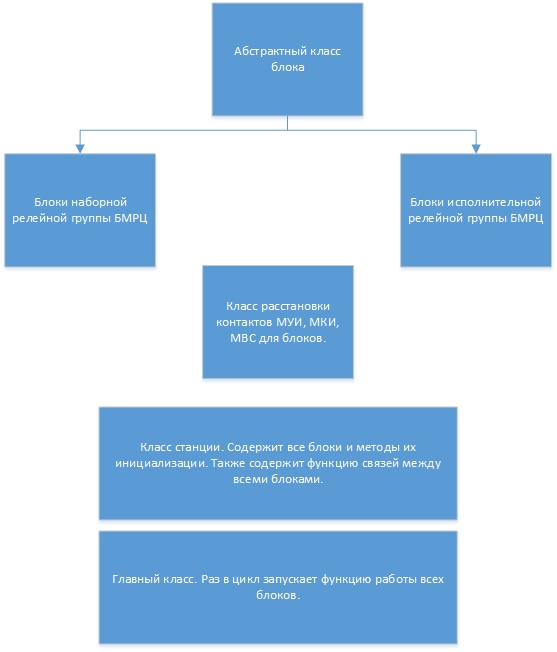 Абстрактный класс
блока
Блоки наборной
релейной группы БМРЦ
Блоки исполнительной
релейной группы БМРЦ
Класс расстановки
контактов МУИ, МКИ,
МВС для блоков.
Класс станции. Содержит все блоки и методы их
инициализации. Также содержит функцию связей между
всеми блоками.
Главный класс. Раз в цикл запускает функцию работы всех
блоков.